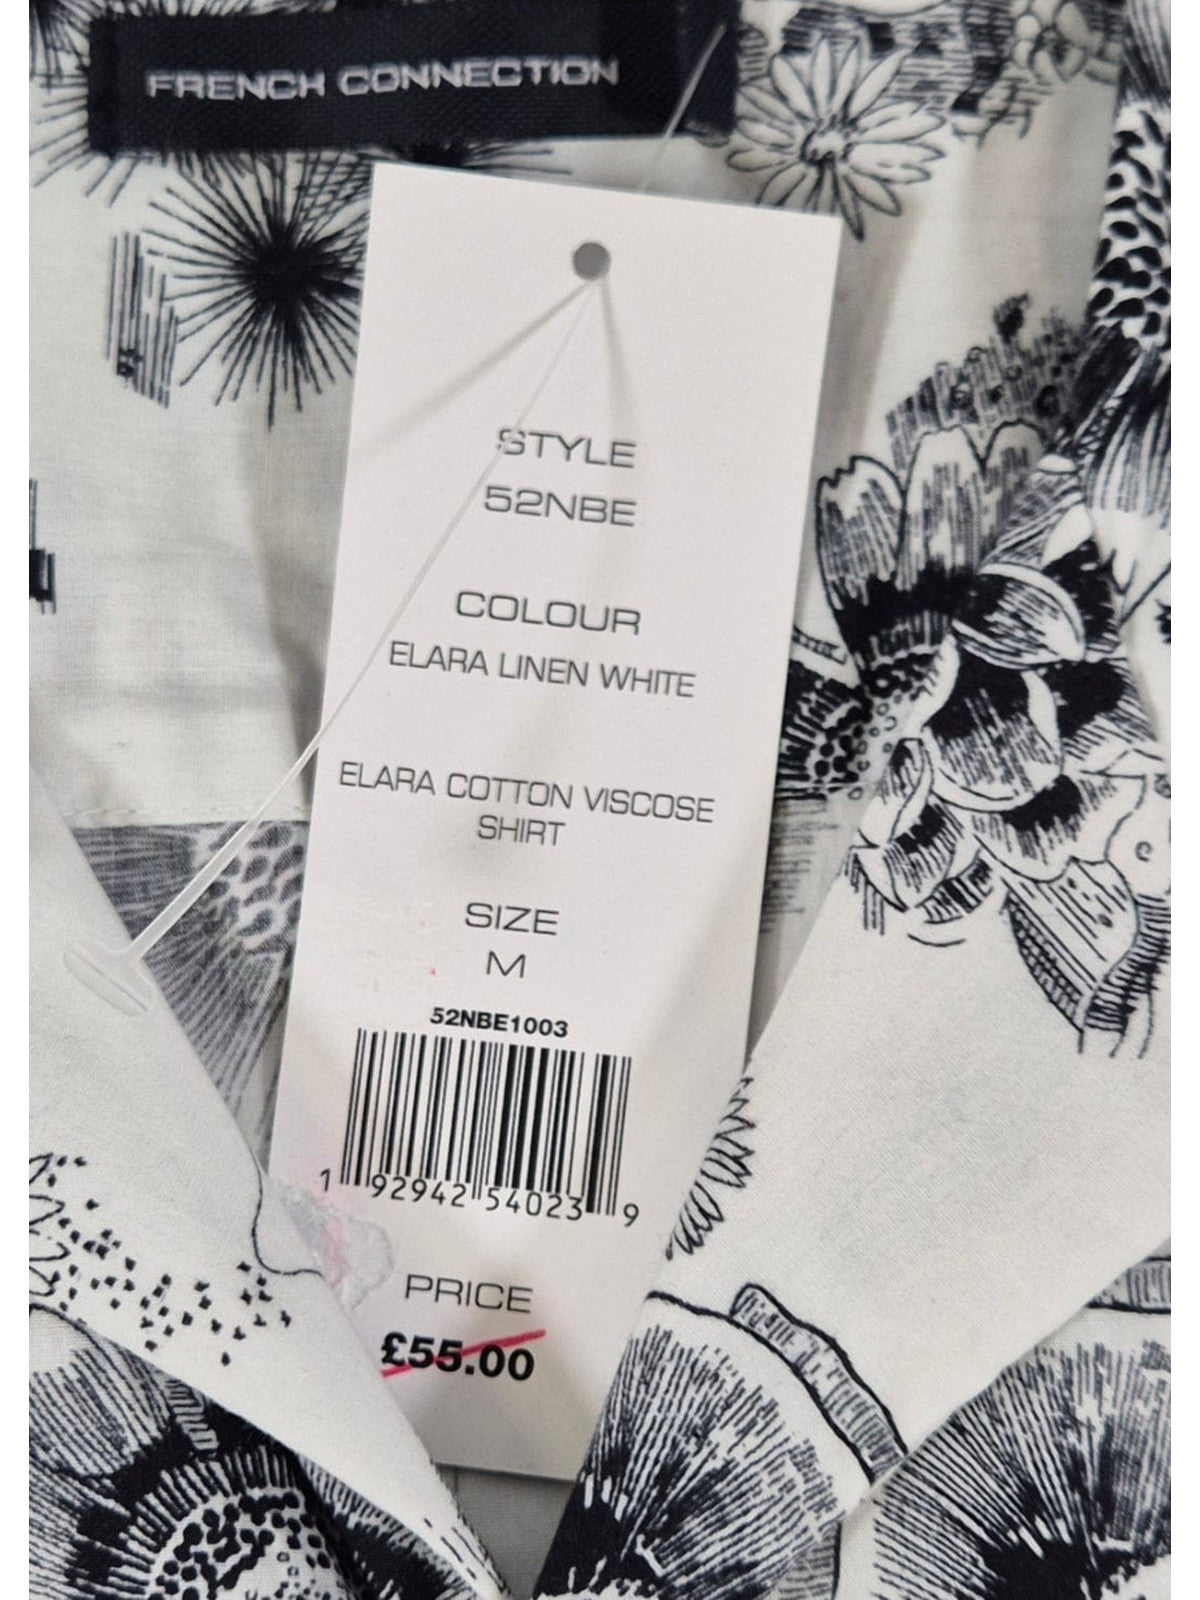 FRENCH CONNECTION
STYLE
52NBE
COLOUR
ELARA LINEN WHITE
ELARA COTTON VISCOSE
SHIRT
SIZE
M
52NBE1003
1 92942 54023 9
PRICE
£55.00